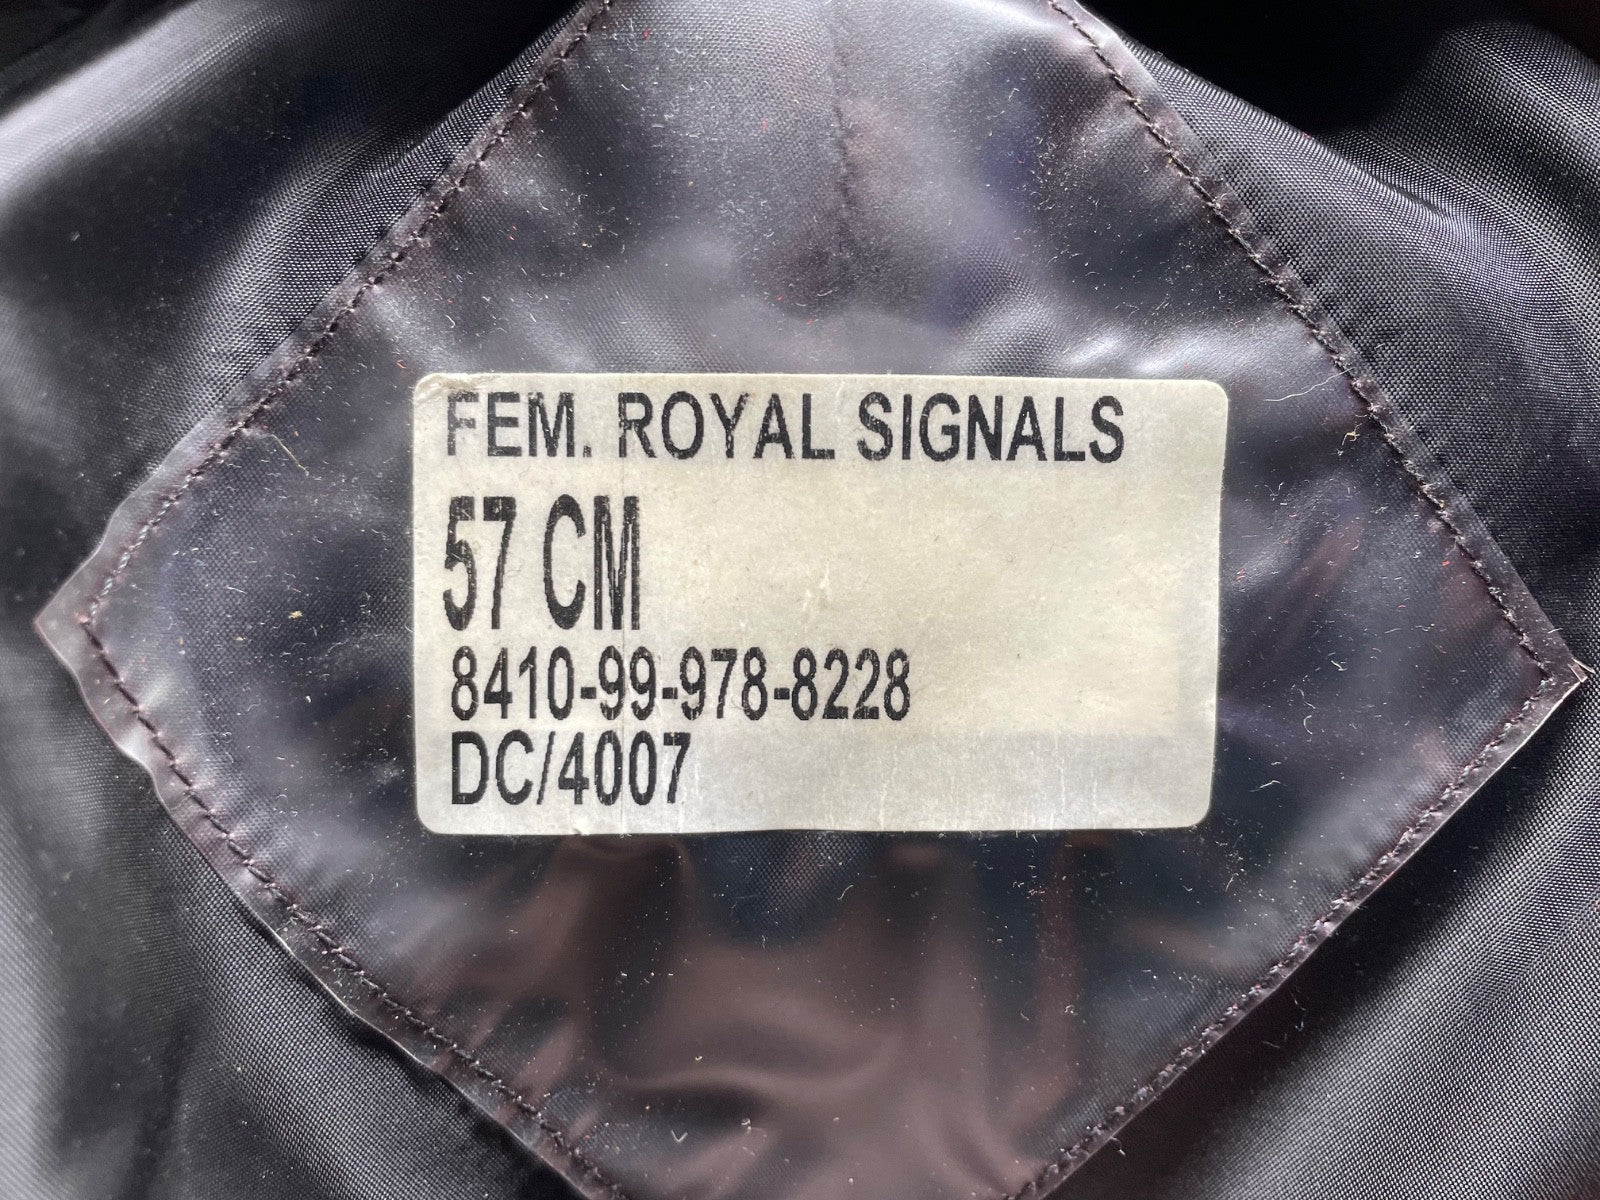 FEM. ROYAL SIGNALS
57 CM
8410-99-978-8228
DC/4007